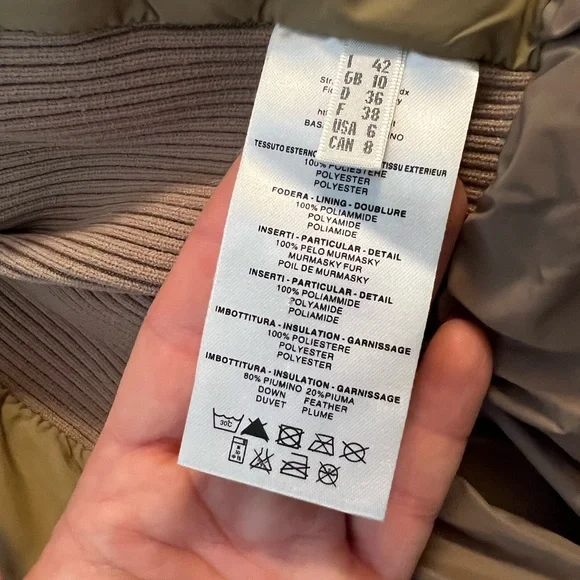 I 42
GB 10
D 36
F 38
USA 6
CAN 8
TESSUTO ESTERNO TISSU EXTERIEUR
100% POLIESTERE
POLYESTER
POLYESTER
FODERA - LINING - DOUBLURE
100% POLIAMMIDE
POLYAMIDE
POLIAMIDE
INSERTI - PARTICULAR - DETAIL
100% PELO MURMASKY
MURMASKY FUR
POIL DE MURMASKY
INSERTI - PARTICULAR - DETAIL
100% POLIAMMIDE
POLYAMIDE
POLIAMIDE
IMBOTTITURA - INSULATION - GARNISSAGE
100% POLIESTERE
POLYESTER
POLYESTER
IMBOTTITURA - INSULATION - GARNISSAGE
80% PIUMINO 20% PIUMA
DOWN FEATHER
DUVET PLUME
30°C